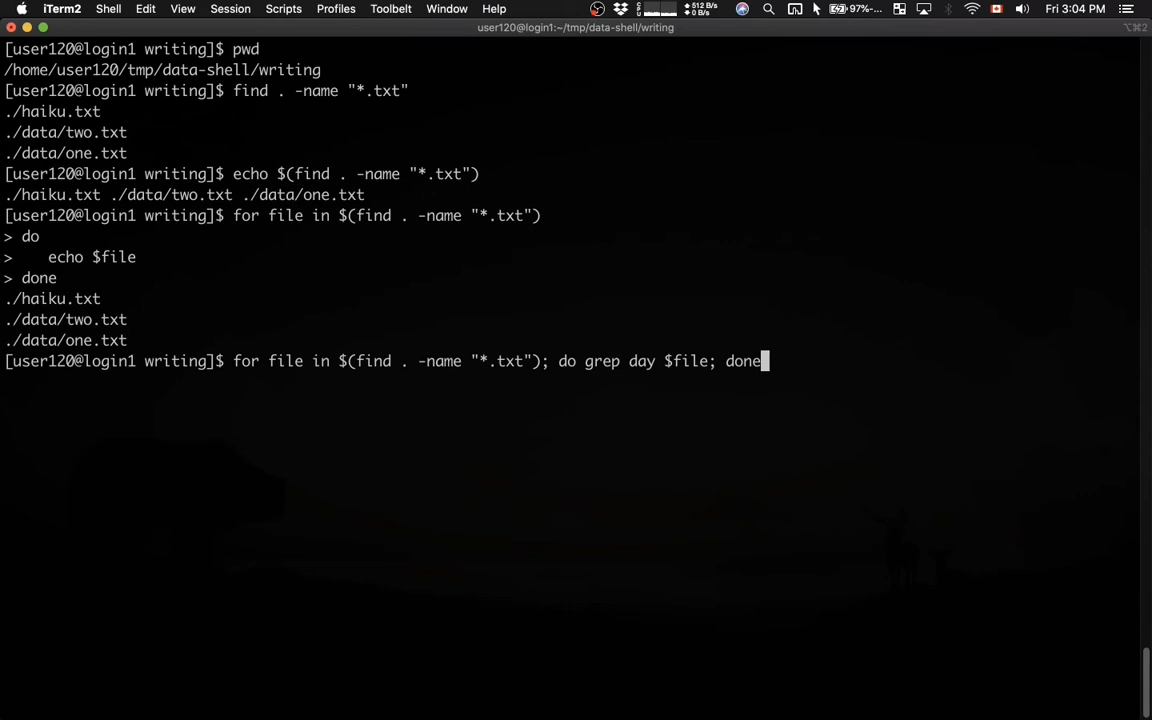 iTerm2 Shell Edit View Session Scripts Profiles Toolbelt Window Help 512 B/s 0 B/s 97%-... Fri 3:04 PM
user120@login1:~/tmp/data-shell/writing ⌥⌘2
[user120@login1 writing]$ pwd
/home/user120/tmp/data-shell/writing
[user120@login1 writing]$ find . -name "*.txt"
./haiku.txt
./data/two.txt
./data/one.txt
[user120@login1 writing]$ echo $(find . -name "*.txt")
./haiku.txt ./data/two.txt ./data/one.txt
[user120@login1 writing]$ for file in $(find . -name "*.txt")
> do
>    echo $file
> done
./haiku.txt
./data/two.txt
./data/one.txt
[user120@login1 writing]$ for file in $(find . -name "*.txt"); do grep day $file; done